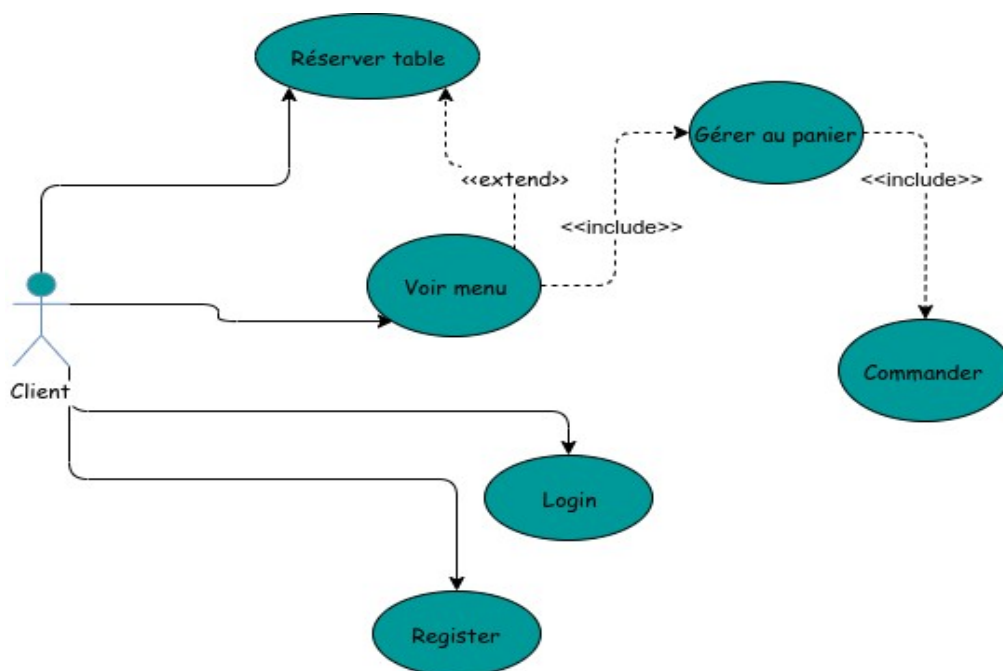 Réserver table
Gérer au panier
<<extend>>
<<include>>
<<include>>
Voir menu
Commander
Client
Login
Register